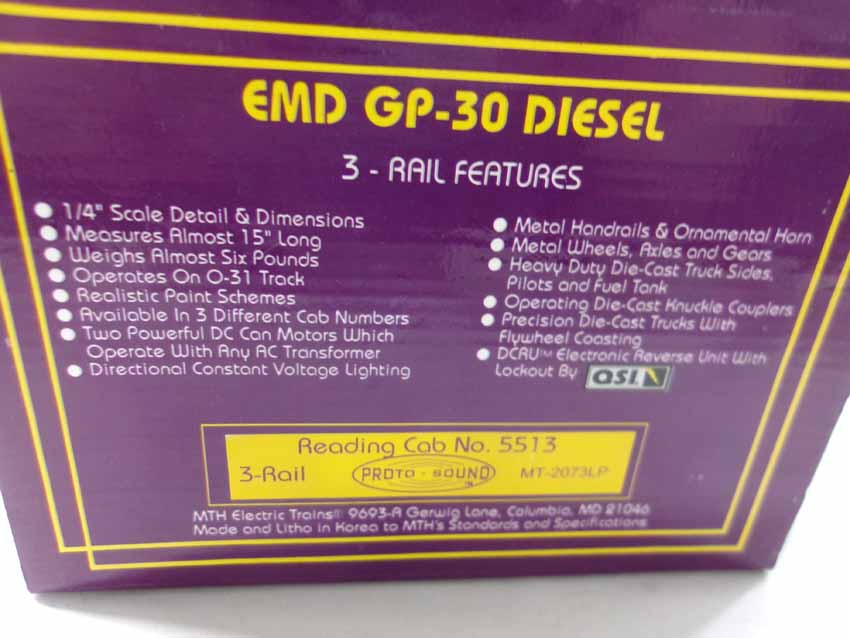 EMD GP-30 DIESEL
3 - RAIL FEATURES
● 1/4" Scale Detail & Dimensions
● Measures Almost 15" Long
● Weighs Almost Six Pounds
● Operates On O-31 Track
● Realistic Paint Schemes
● Available In 3 Different Cab Numbers
● Two Powerful DC Can Motors Which
Operate With Any AC Transformer
● Directional Constant Voltage Lighting
● Metal Handrails & Ornamental Horn
● Metal Wheels, Axles and Gears
● Heavy Duty Die-Cast Truck Sides,
Pilots and Fuel Tank
● Operating Die-Cast Knuckle Couplers
● Precision Die-Cast Trucks With
Flywheel Coasting
● DCRU™ Electronic Reverse Unit With
Lockout By QSI
Reading Cab No. 5513
3-Rail PROTO-SOUND MT-2073LP
MTH Electric Trains® 9693-A Gerwig Lane, Columbia, MD 21046
Made and Litho in Korea to MTH's Standards and Specifications